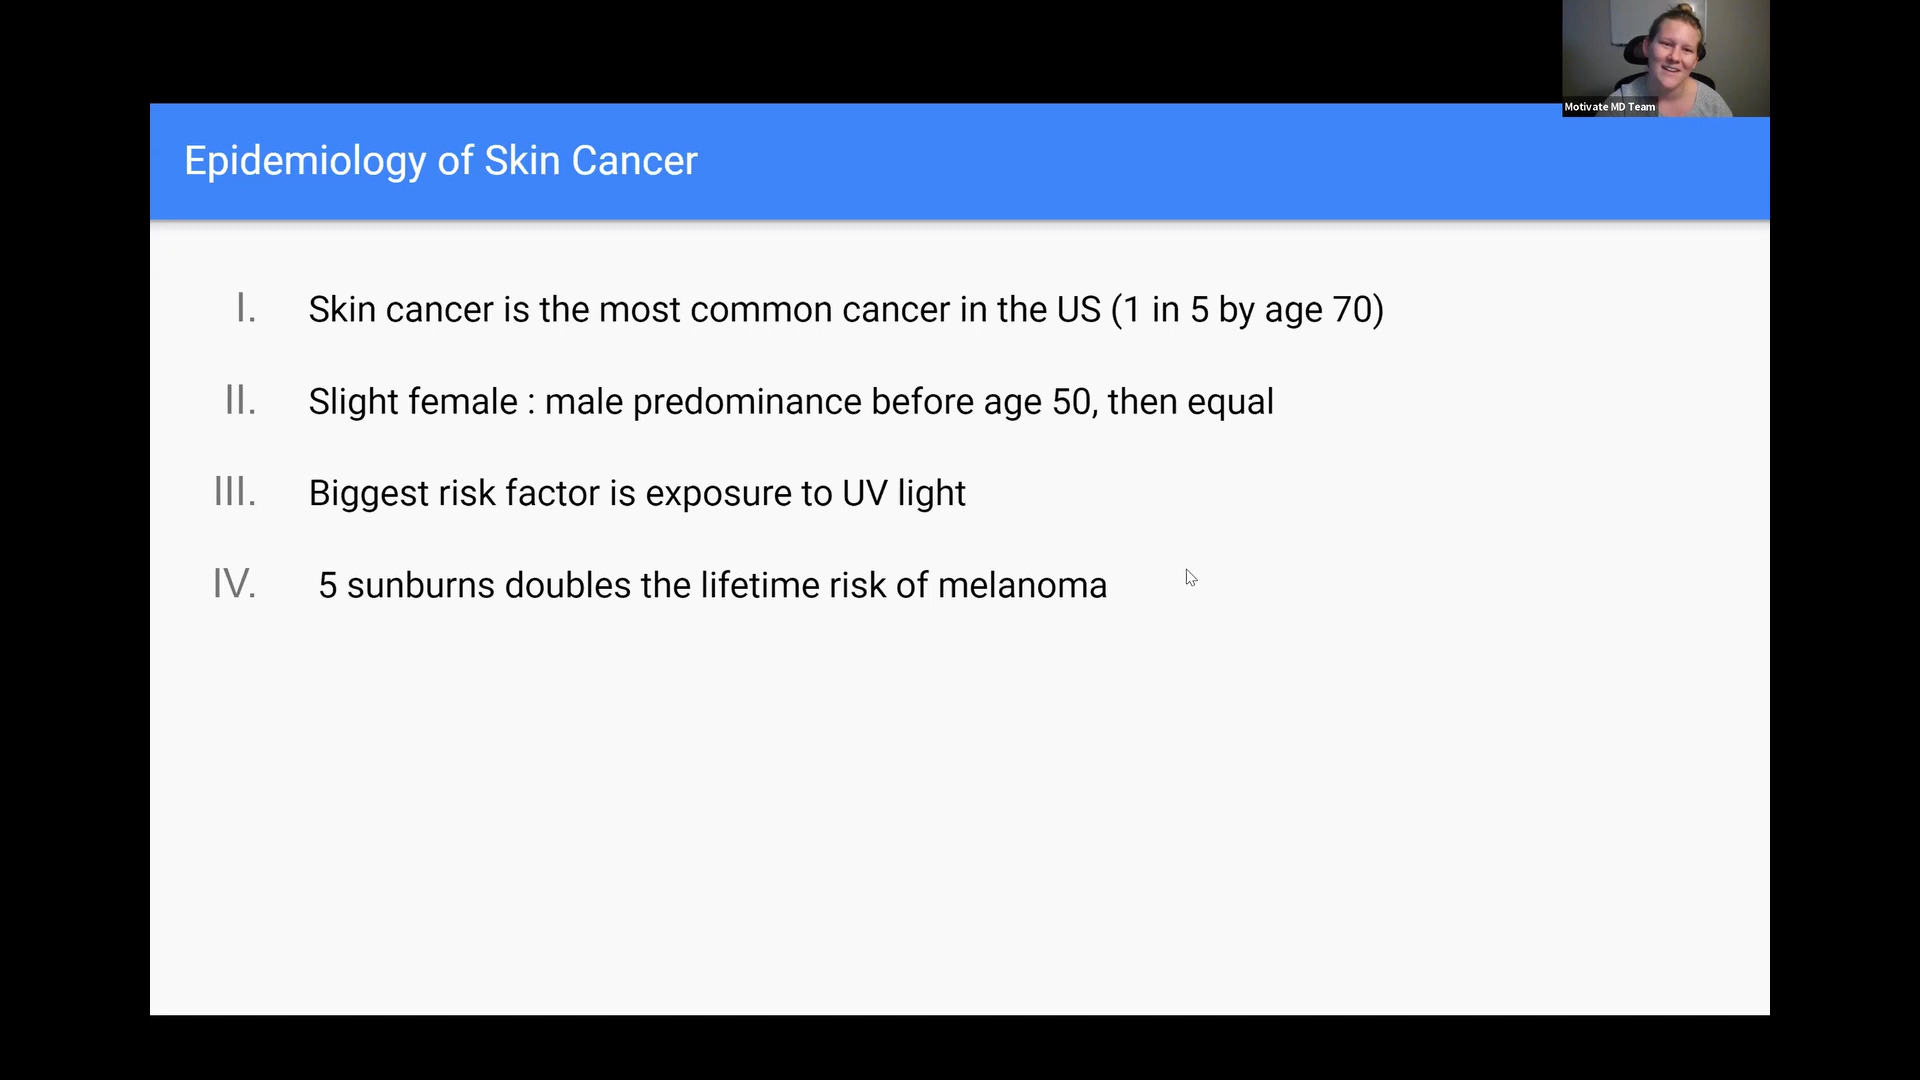 Motivate MD Team
Epidemiology of Skin Cancer
I. Skin cancer is the most common cancer in the US (1 in 5 by age 70)
II. Slight female : male predominance before age 50, then equal
III. Biggest risk factor is exposure to UV light
IV. 5 sunburns doubles the lifetime risk of melanoma